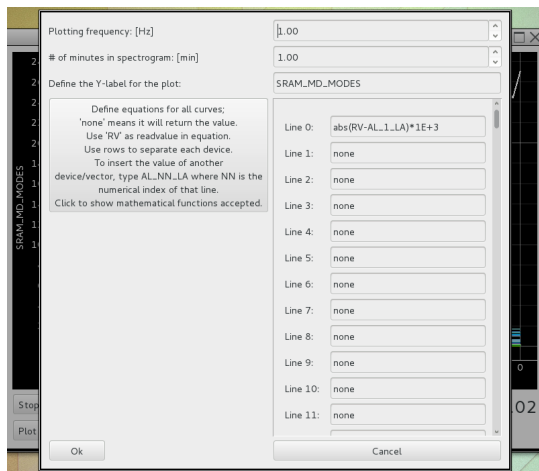 Plotting frequency: [Hz] 1.00
# of minutes in spectrogram: [min] 1.00
Define the Y-label for the plot: SRAM_MD_MODES
Define equations for all curves;
'none' means it will return the value.
Use 'RV' as readvalue in equation.
Use rows to separate each device.
To insert the value of another
device/vector, type AL_NN_LA where NN is the
numerical index of that line.
Click to show mathematical functions accepted.
Line 0: abs(RV-AL_1_LA)*1E+3
Line 1: none
Line 2: none
Line 3: none
Line 4: none
Line 5: none
Line 6: none
Line 7: none
Line 8: none
Line 9: none
Line 10: none
Line 11: none
Ok
Cancel
SRAM_MD_MODES
0
Stop
Plot
02